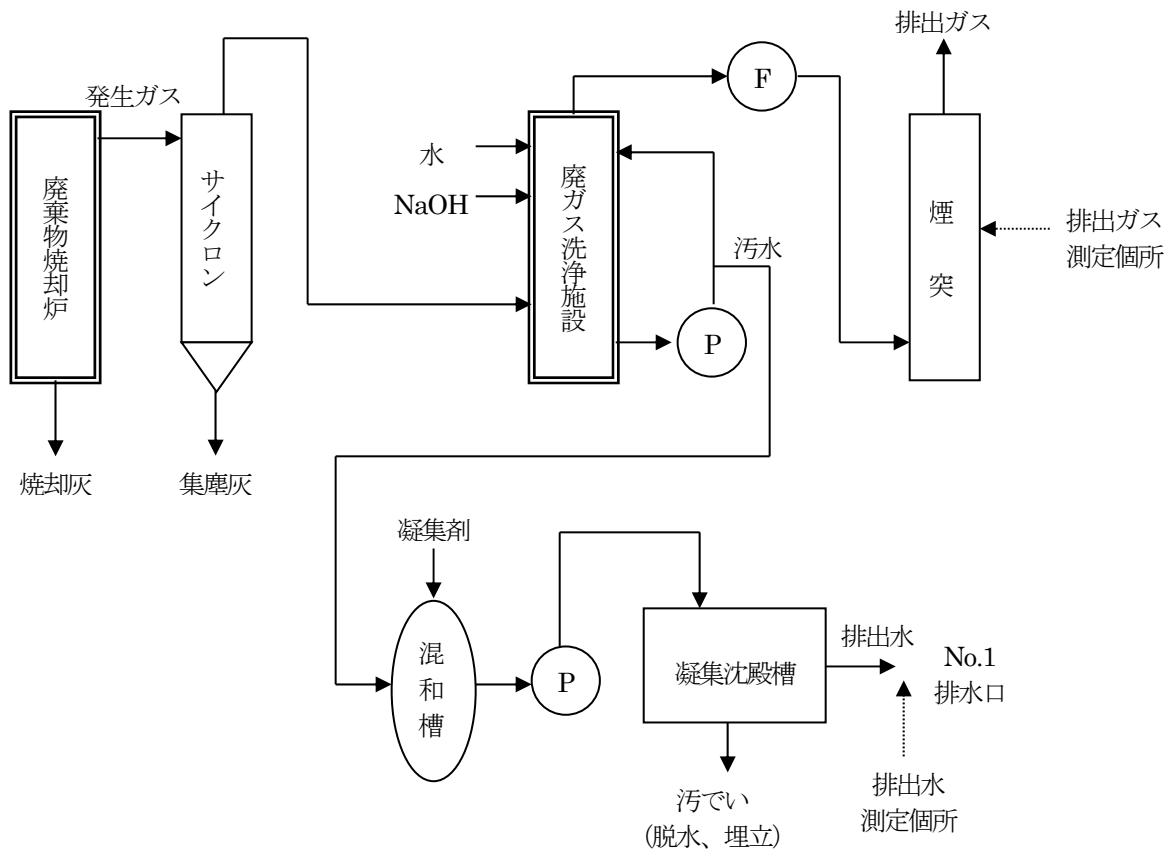 排出ガス
F
発生ガス
廃棄物焼却炉
サイクロン
水
NaOH
廃ガス洗浄施設
汚水
P
煙
突
排出ガス
測定個所
焼却灰
集塵灰
凝集剤
混
和
槽
P
凝集沈殿槽
排出水
No.1
排水口
汚でい
(脱水、埋立)
排出水
測定個所